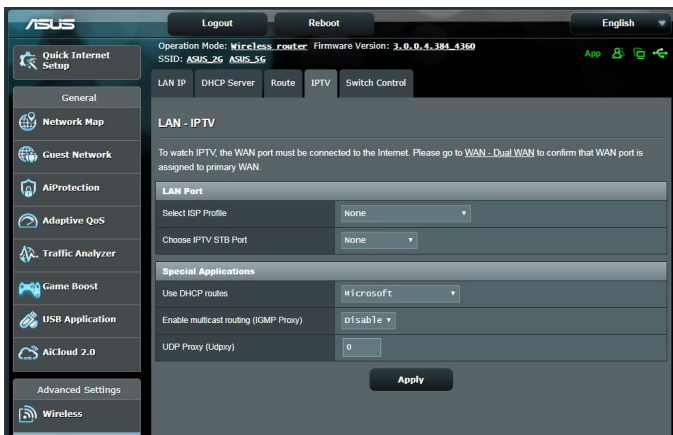 ASUS
Logout
Reboot
English
Quick Internet
Setup
Operation Mode: Wireless router Firmware Version: 3.0.0.4.384_4360
SSID: ASUS_2G ASUS_5G
App
LAN IP
DHCP Server
Route
IPTV
Switch Control
General
Network Map
Guest Network
AiProtection
Adaptive QoS
Traffic Analyzer
Game Boost
USB Application
AiCloud 2.0
Advanced Settings
Wireless
LAN - IPTV
To watch IPTV, the WAN port must be connected to the Internet. Please go to WAN - Dual WAN to confirm that WAN port is
assigned to primary WAN.
LAN Port
Select ISP Profile
None
Choose IPTV STB Port
None
Special Applications
Use DHCP routes
Microsoft
Enable multicast routing (IGMP Proxy)
Disable
UDP Proxy (Udpxy)
0
Apply